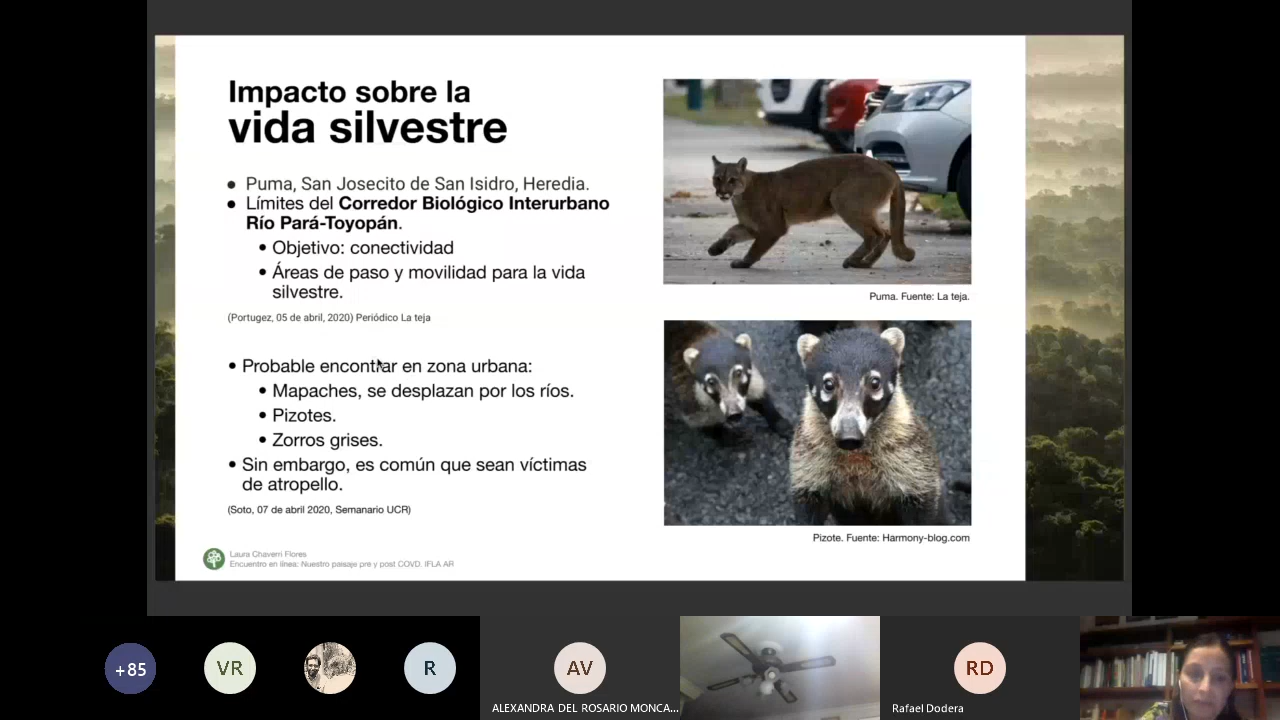 Impacto sobre la
vida silvestre
• Puma, San Josecito de San Isidro, Heredia.
• Límites del Corredor Biológico Interurbano
Río Pará-Toyopán.
• Objetivo: conectividad
• Áreas de paso y movilidad para la vida
silvestre.
(Portugez, 05 de abril, 2020) Periódico La teja
• Probable encontrar en zona urbana:
• Mapaches, se desplazan por los ríos.
• Pizotes.
• Zorros grises.
• Sin embargo, es común que sean víctimas
de atropello.
(Soto, 07 de abril 2020, Semanario UCR)
Puma. Fuente: La teja.
Pizote. Fuente: Harmony-blog.com
Laura Chaverri Flores
Encuentro en línea: Nuestro paisaje pre y post COVD. IFLA AR
+85
VR
R
AV
ALEXANDRA DEL ROSARIO MONCA...
RD
Rafael Dodera